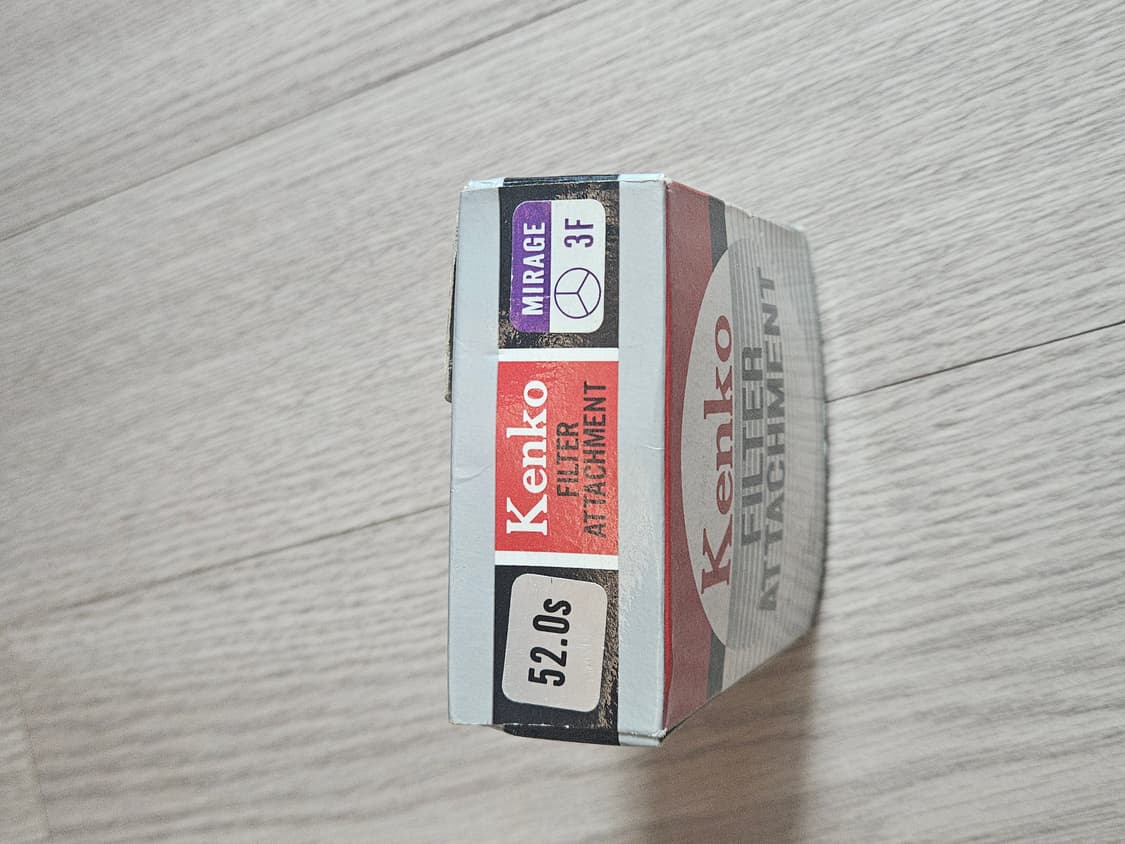 52.0s
Kenko
FILTER
ATTACHMENT
MIRAGE
3F
Kenko
FILTER
ATTACHMENT